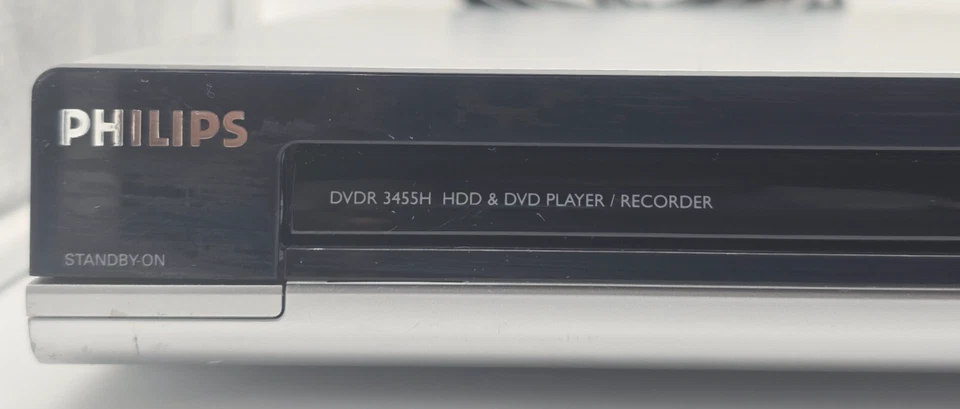 PHILIPS
DVDR 3455H HDD & DVD PLAYER / RECORDER
STANDBY-ON